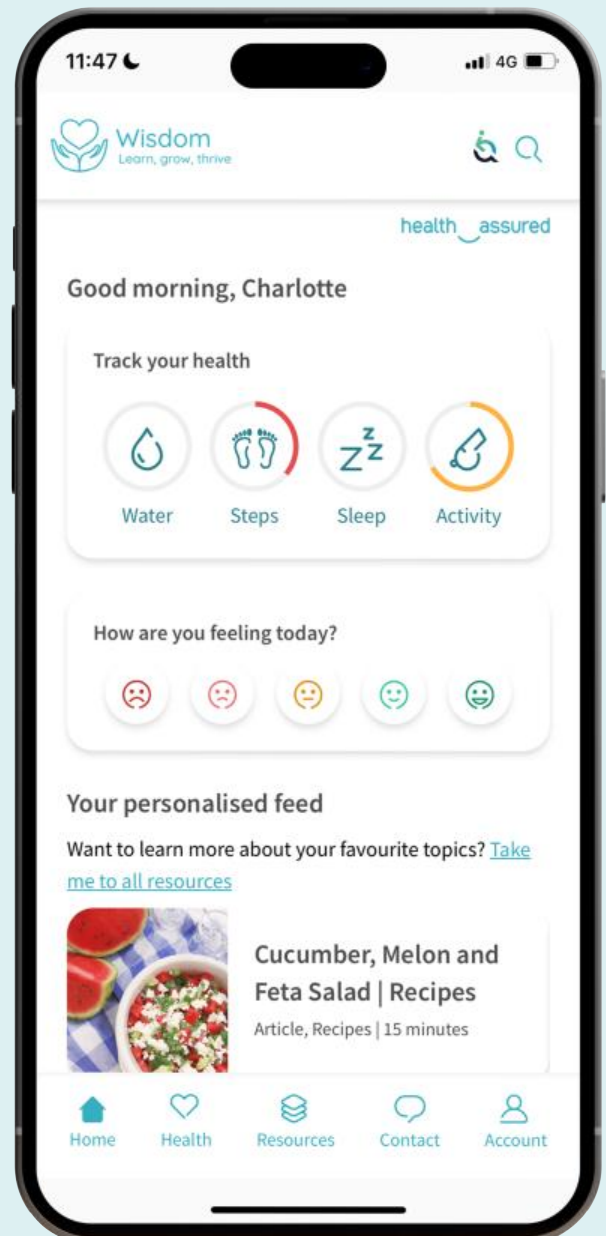 11:47
4G
Wisdom
Learn, grow, thrive
health assured
Good morning, Charlotte
Track your health
Water Steps Sleep Activity
How are you feeling today?
Your personalised feed
Want to learn more about your favourite topics? Take
me to all resources
Cucumber, Melon and
Feta Salad | Recipes
Article, Recipes | 15 minutes
Home Health Resources Contact Account